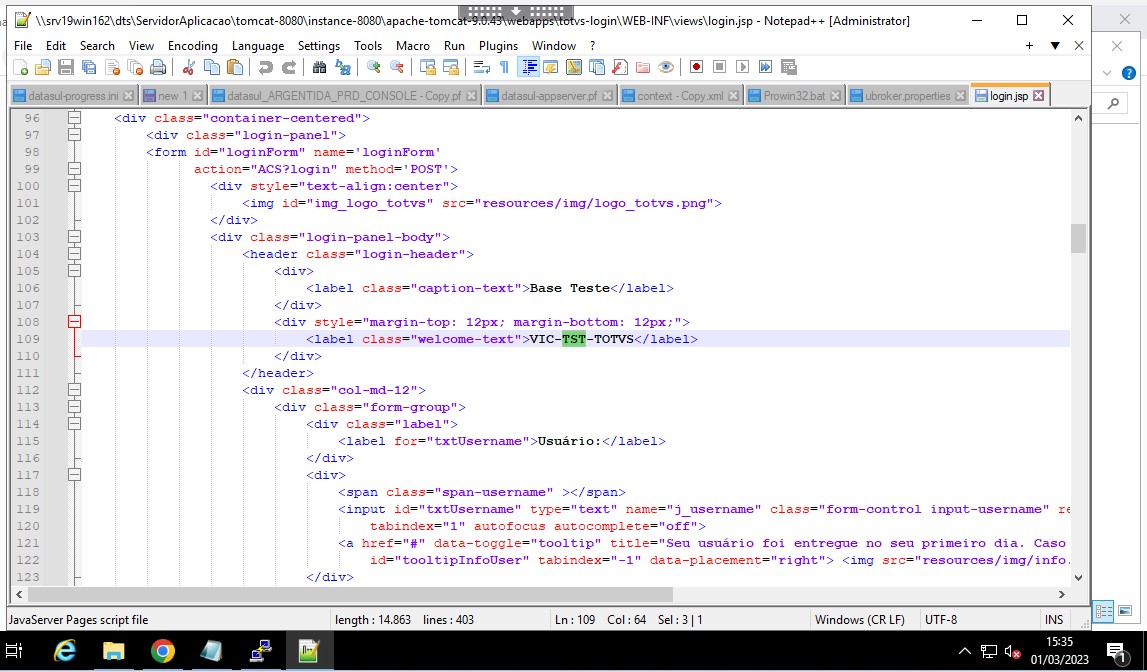 \\srv19win162\dts\ServidorAplicacao\tomcat-8080\instance-8080\apache-tomcat-9.0.43\webapps\totvs-login\WEB-INF\views\login.jsp - Notepad++ [Administrator]
File Edit Search View Encoding Language Settings Tools Macro Run Plugins Window ?
datasul-progress.ini new 1 datasul_ARGENTIDA_PRD_CONSOLE - Copy.pf datasul-appserver.pf context - Copy.xml Prowin32.bat ubroker.properties login.jsp
96 <div class="container-centered">
97 <div class="login-panel">
98 <form id="loginForm" name='loginForm'
99 action="ACS?login" method='POST'>
100 <div style="text-align:center">
101 <img id="img_logo_totvs" src="resources/img/logo_totvs.png">
102 </div>
103 <div class="login-panel-body">
104 <header class="login-header">
105 <div>
106 <label class="caption-text">Base Teste</label>
107 </div>
108 <div style="margin-top: 12px; margin-bottom: 12px;">
109 <label class="welcome-text">VIC-TST-TOTVS</label>
110 </div>
111 </header>
112 <div class="col-md-12">
113 <div class="form-group">
114 <div class="label">
115 <label for="txtUsername">Usuário:</label>
116 </div>
117 <div>
118 <span class="span-username" ></span>
119 <input id="txtUsername" type="text" name="j_username" class="form-control input-username" re
120 tabindex="1" autofocus autocomplete="off">
121 <a href="#" data-toggle="tooltip" title="Seu usuário foi entregue no seu primeiro dia. Caso
122 id="tooltipInfoUser" tabindex="-1" data-placement="right"> <img src="resources/img/info.
123 </div>
JavaServer Pages script file length : 14.863 lines : 403 Ln : 109 Col : 64 Sel : 3 | 1 Windows (CR LF) UTF-8 INS
15:35
01/03/2023
1